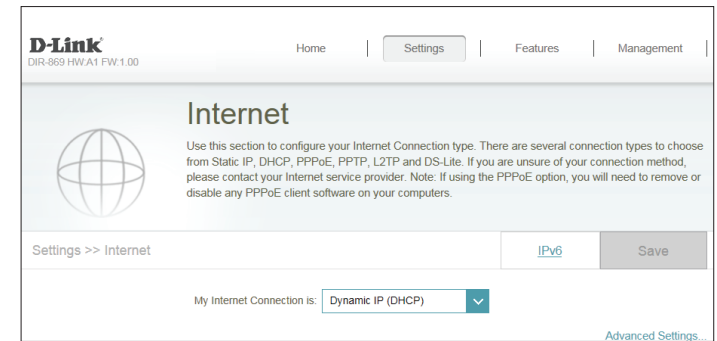 D-Link
Home | Settings | Features | Management |
DIR-869 HW:A1 FW:1.00
Internet
Use this section to configure your Internet Connection type. There are several connection types to choose
from Static IP, DHCP, PPPoE, PPTP, L2TP and DS-Lite. If you are unsure of your connection method,
please contact your Internet service provider. Note: If using the PPPoE option, you will need to remove or
disable any PPPoE client software on your computers.
Settings >> Internet
IPv6
Save
My Internet Connection is: Dynamic IP (DHCP)
Advanced Settings...